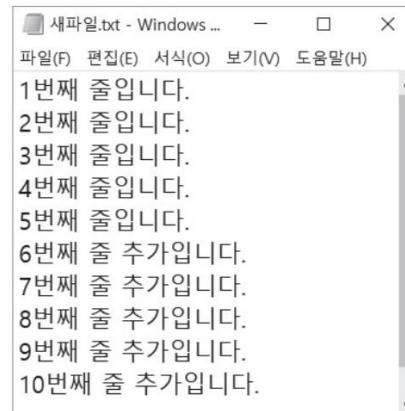 새파일.txt - Windows ...
파일(F) 편집(E) 서식(O) 보기(V) 도움말(H)
1번째 줄입니다.
2번째 줄입니다.
3번째 줄입니다.
4번째 줄입니다.
5번째 줄입니다.
6번째 줄 추가입니다.
7번째 줄 추가입니다.
8번째 줄 추가입니다.
9번째 줄 추가입니다.
10번째 줄 추가입니다.